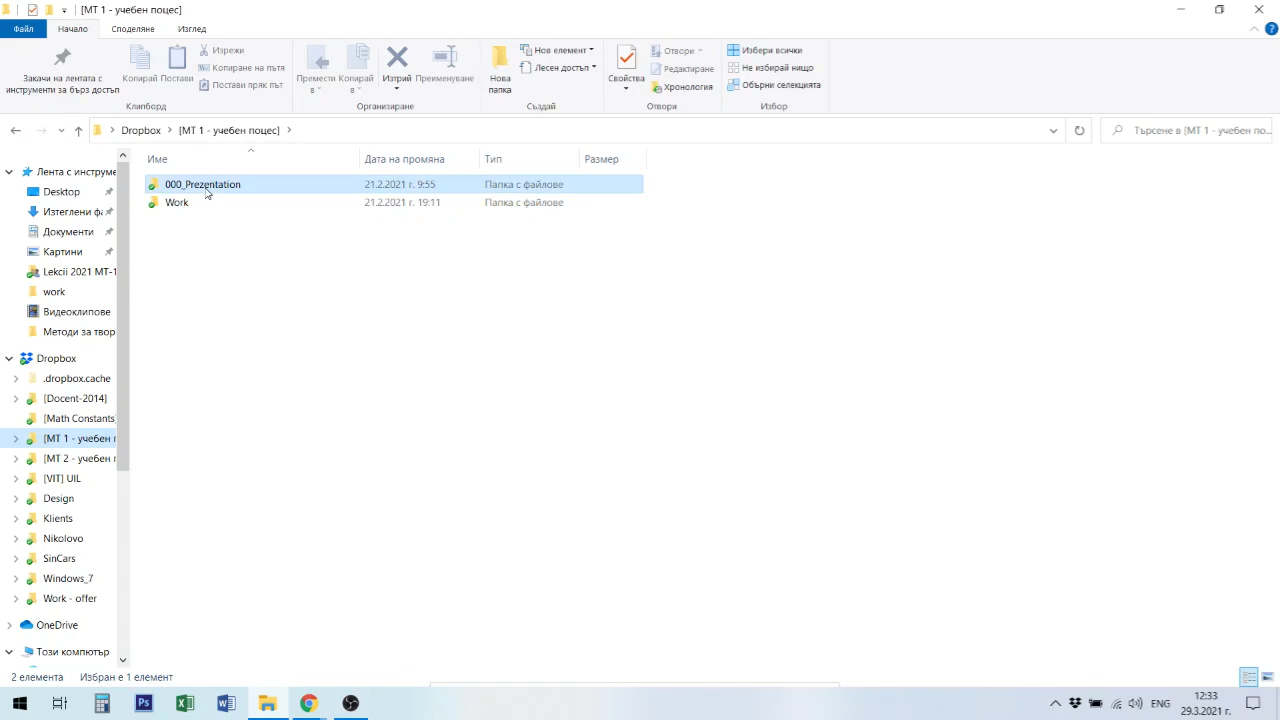 [МТ 1 - учебен поцес]
Файл
Начало
Споделяне
Изглед
Закачи на лентата с инструменти за бърз достъп
Копирай
Постави
Изрежи
Копиране на пътя
Постави пряк път
Клипборд
Премести в
Копирай в
Изтрий
Преименуване
Организиране
Нова папка
Нов елемент
Лесен достъп
Създай
Свойства
Отвори
Редактиране
Хронология
Отвори
Избери всички
Не избирай нищо
Обърни селекцията
Избор
Dropbox
[МТ 1 - учебен поцес]
Търсене в [МТ 1 - учебен по...
Име
Дата на промяна
Тип
Размер
000_Prezentation
21.2.2021 г. 9:55
Папка с файлове
Work
21.2.2021 г. 19:11
Папка с файлове
Лента с инструме
Desktop
Изтеглени фа
Документи
Картини
Lekcii 2021 MT-1
work
Видеоклипове
Методи за твор
Dropbox
.dropbox.cache
[Docent-2014]
[Math Constants]
[МТ 1 - учебен п
[МТ 2 - учебен п
[VIT] UIL
Design
Klients
Nikolovo
SinCars
Windows_7
Work - offer
OneDrive
Този компютър
2 елемента
Избран е 1 елемент
Ps
ENG
12:33
29.3.2021 г.